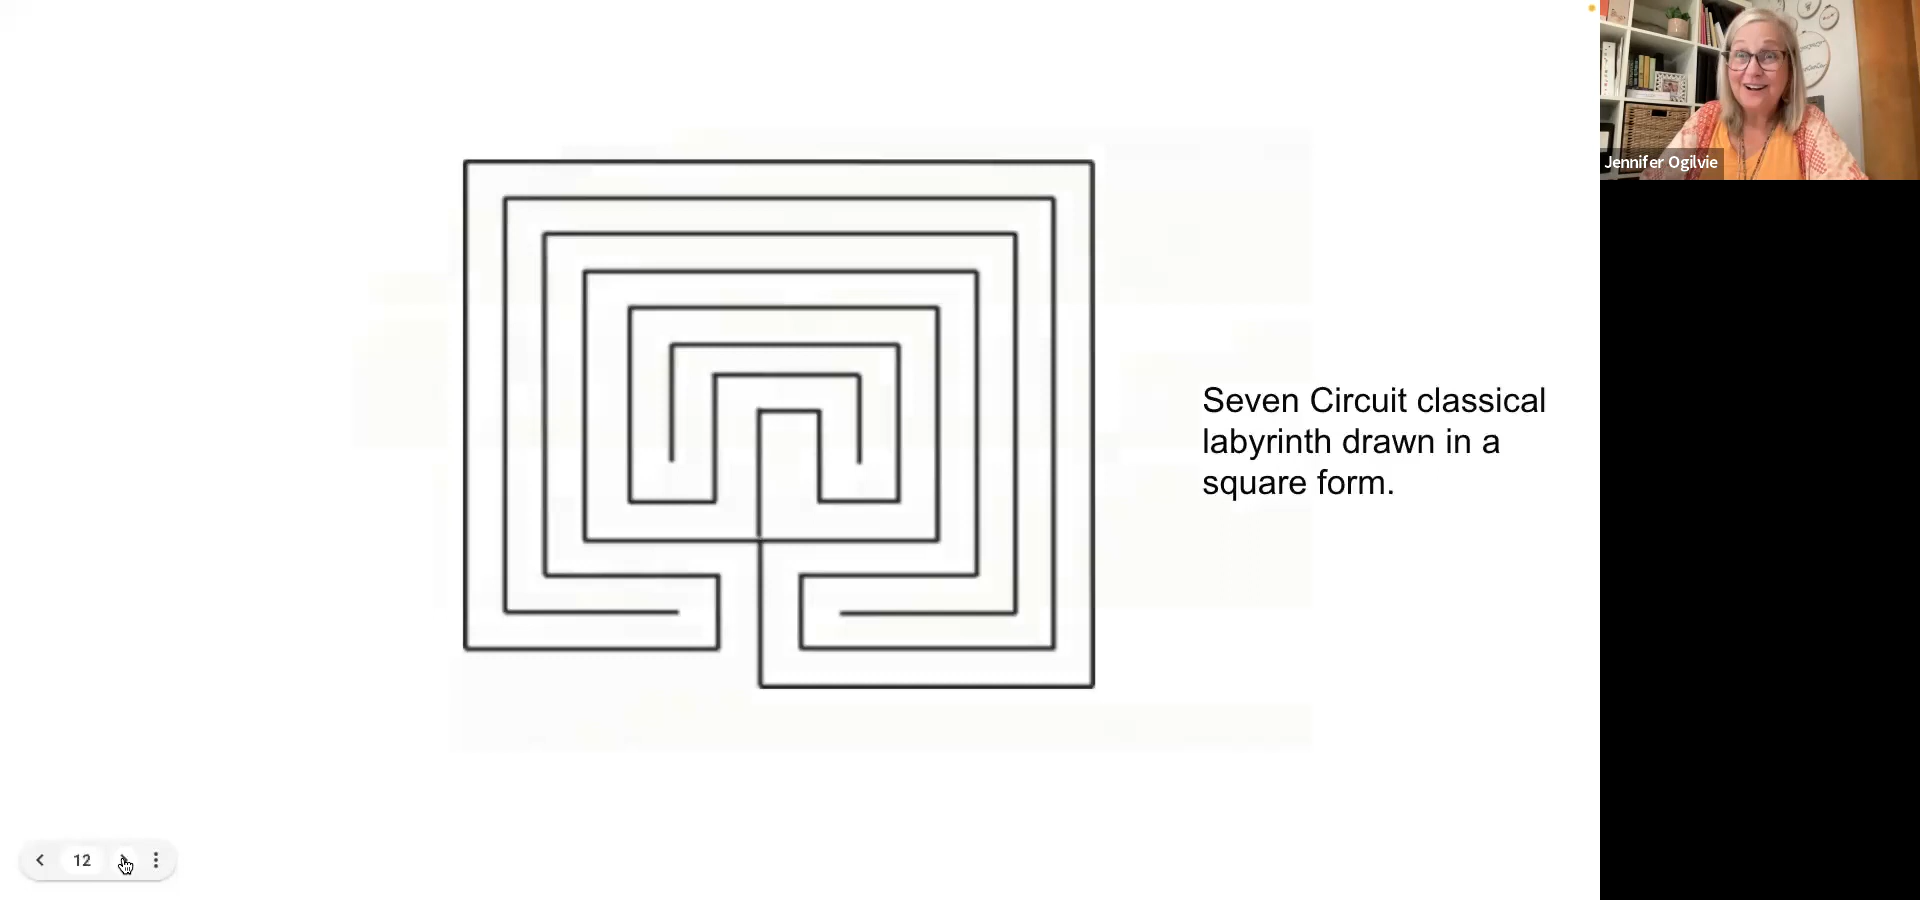 Jennifer Ogilvie
Seven Circuit classical
labyrinth drawn in a
square form.
12